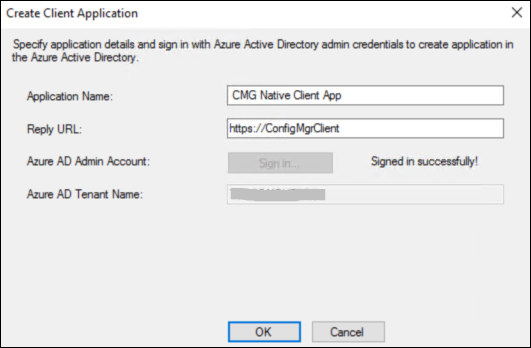 Create Client Application
Specify application details and sign in with Azure Active Directory admin credentials to create application in
the Azure Active Directory.
Application Name: CMG Native Client App
Reply URL: https://ConfigMgrClient
Azure AD Admin Account: Sign in... Signed in successfully!
Azure AD Tenant Name:
OK Cancel